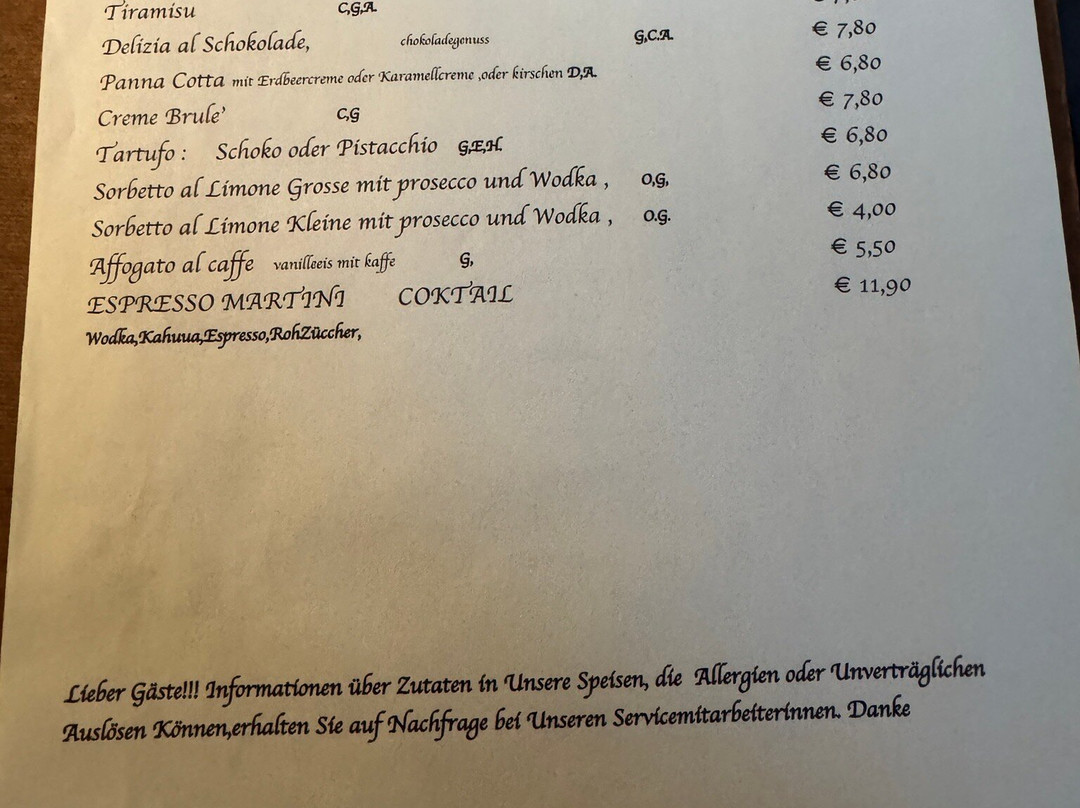 Tiramisu C,G,A.
Delizia al Schokolade, chokoladegenuss G,C.A. € 7,80
Panna Cotta mit Erdbeercreme oder Karamellcreme ,oder kirschen D,A. € 6,80
Creme Brule' C,G € 7,80
Tartufo : Schoko oder Pistacchio G,E,H. € 6,80
Sorbetto al Limone Grosse mit prosecco und Wodka , O,G, € 6,80
Sorbetto al Limone Kleine mit prosecco und Wodka , O.G. € 4,00
Affogato al caffe vanilleeis mit kaffe G, € 5,50
ESPRESSO MARTINI COKTAIL € 11,90
Wodka,Kahuua,Espresso,RohZüccher,
Lieber Gäste!!! Informationen über Zutaten in Unsere Speisen, die Allergien oder Unverträglichen
Auslösen Können,erhalten Sie auf Nachfrage bei Unseren Servicemitarbeiterinnen. Danke